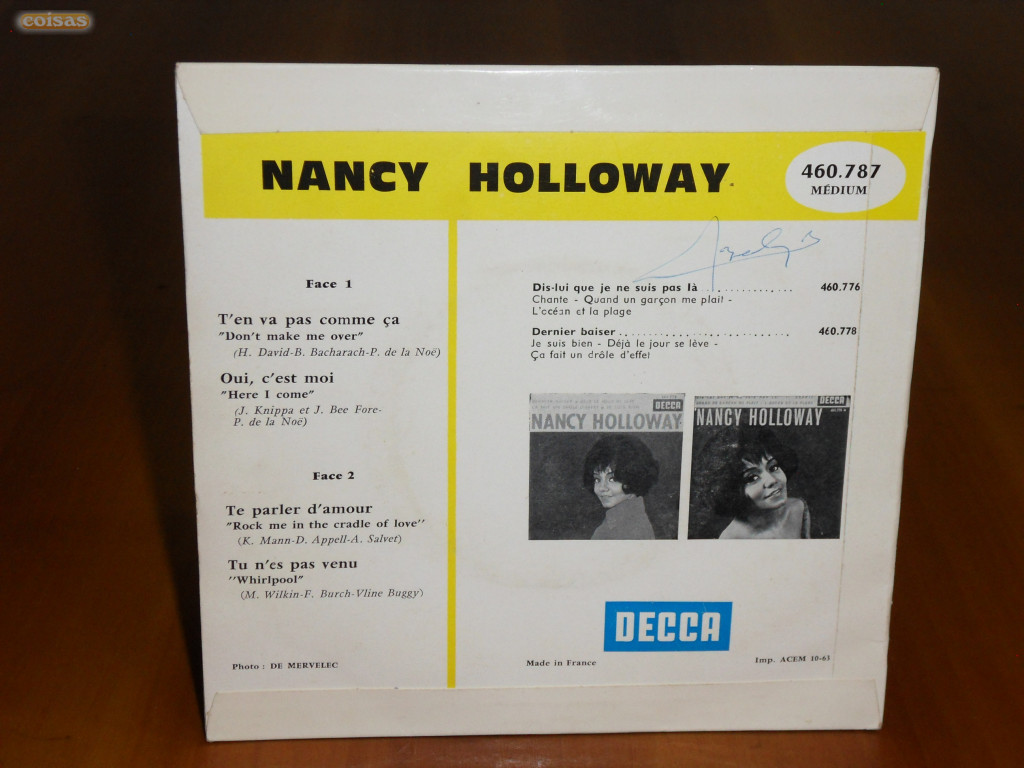 coisas
NANCY HOLLOWAY
460.787
MÉDIUM
Face 1
T'en va pas comme ça
"Don't make me over"
(H. David-B. Bacharach-P. de la Noë)
Oui, c'est moi
"Here I come"
(J. Knippa et J. Bee Fore-
P. de la Noë)
Face 2
Te parler d'amour
"Rock me in the cradle of love"
(K. Mann-D. Appell-A. Salvet)
Tu n'es pas venu
"Whirlpool"
(M. Wilkin-F. Burch-Vline Buggy)
Photo : DE MERVELEC
Dis-lui que je ne suis pas là ............. 460.776
Chante - Quand un garçon me plait -
L'océan et la plage
Dernier baiser ........................ 460.778
Je suis bien - Déjà le jour se lève -
Ça fait un drôle d'effet
DECCA
NANCY HOLLOWAY
DECCA
NANCY HOLLOWAY
DECCA
Made in France
Imp. ACEM 10-63